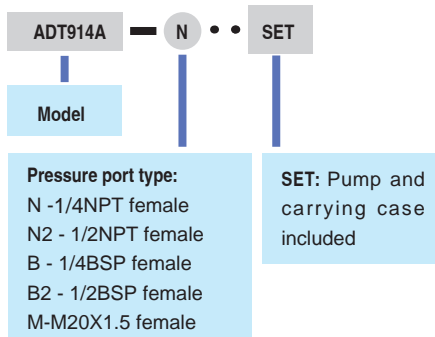 ADT914A — N • • SET
Model
Pressure port type:
N -1/4NPT female
N2 - 1/2NPT female
B - 1/4BSP female
B2 - 1/2BSP female
M-M20X1.5 female
SET: Pump and
carrying case
included